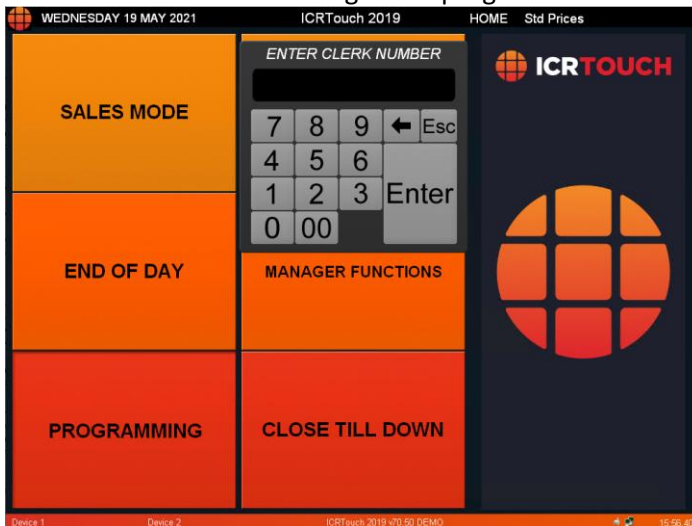 WEDNESDAY 19 MAY 2021 ICRTouch 2019 HOME Std Prices
SALES MODE
ENTER CLERK NUMBER
7 8 9 Esc
4 5 6
1 2 3 Enter
0 00
ICRTOUCH
END OF DAY
MANAGER FUNCTIONS
PROGRAMMING
CLOSE TILL DOWN
Device 1 Device 2 ICRTouch 2019 v70.50 DEMO